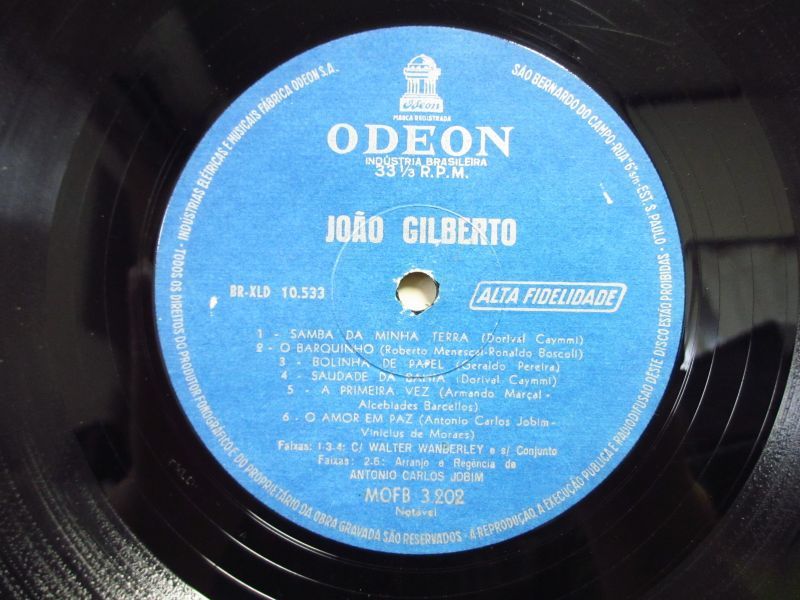 Odeon
MARCA REGISTRADA
ODEON
INDÚSTRIA BRASILEIRA
33 1/3 R.P.M.
JOÃO GILBERTO
BR-XLD 10.533
ALTA FIDELIDADE
1 - SAMBA DA MINHA TERRA (Dorival Caymmi)
2 - O BARQUINHO (Roberto Menescal-Ronaldo Boscoli)
3 - BOLINHA DE PAPEL (Geraldo Pereira)
4 - SAUDADE DA BAHIA (Dorival Caymmi)
5 - A PRIMEIRA VEZ (Armando Marçal -
Alcebíades Barcellos)
6 - O AMOR EM PAZ (Antonio Carlos Jobim -
Vinicius de Moraes)
Faixas: 1.3.4: C/ WALTER WANDERLEY e s/ Conjunto
Faixas: 2.6: Arranjo e Regência de
ANTONIO CARLOS JOBIM
MOFB 3.202
Notável
TODOS OS DIREITOS DO PRODUTOR FONOGRÁFICO E DO PROPRIETÁRIO DA OBRA GRAVADA SÃO RESERVADOS - A REPRODUÇÃO, A EXECUÇÃO PÚBLICA E RADIODIFUSÃO DESTE DISCO ESTÃO PROIBIDAS -
INDÚSTRIAS ELÉTRICAS E MUSICAIS FÁBRICA ODEON S.A.
SÃO BERNARDO DO CAMPO-RUA "6" s/n-EST. S. PAULO